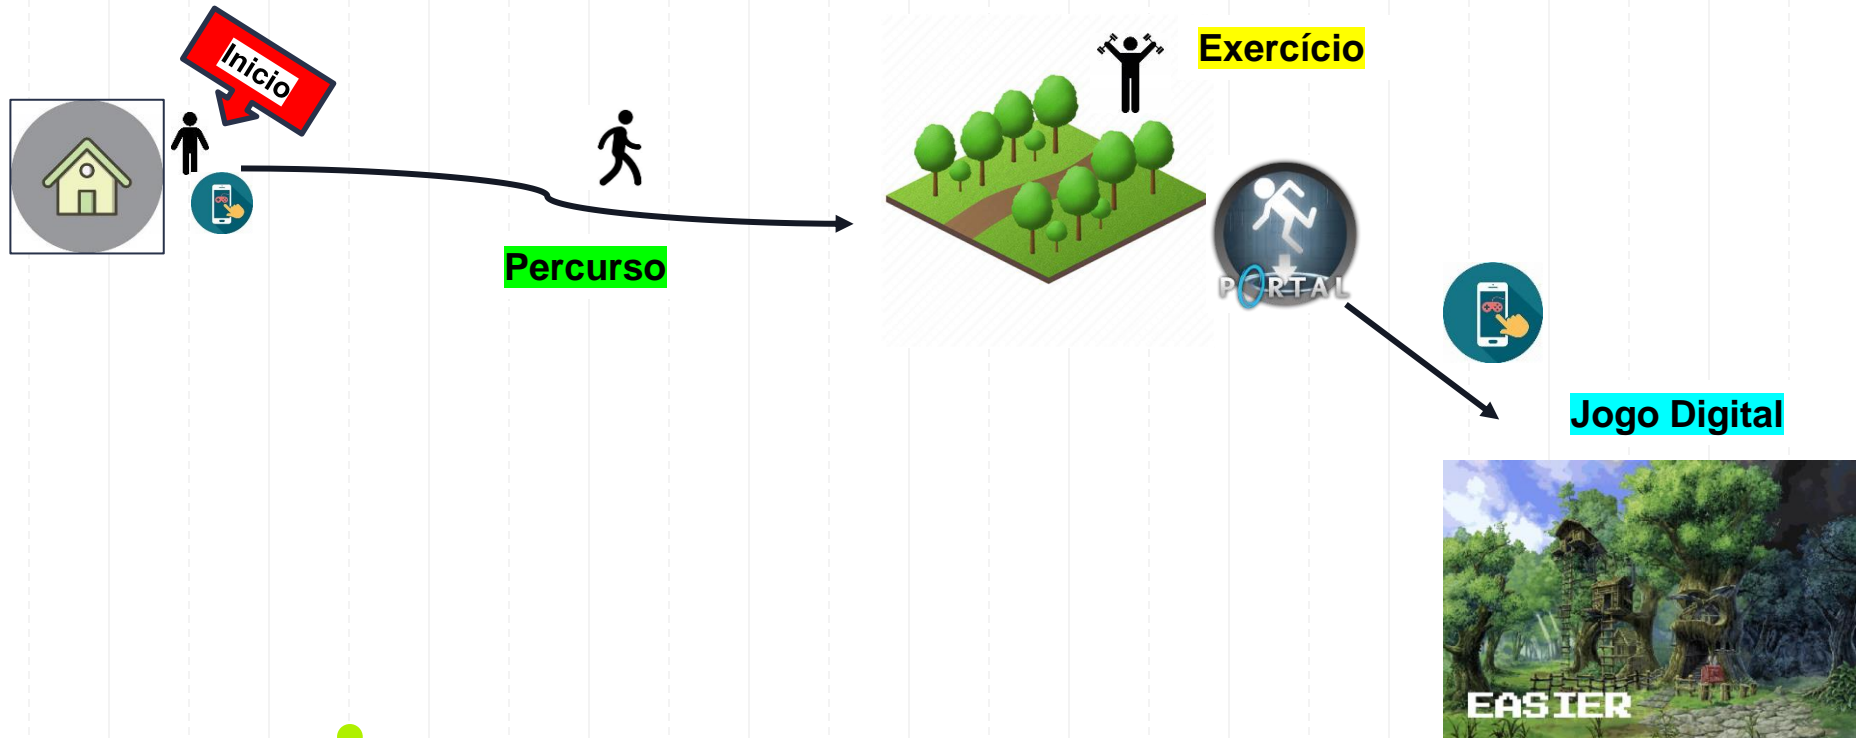 Inicio
Exercício
Percurso
PORTAL
Jogo Digital
EASIER